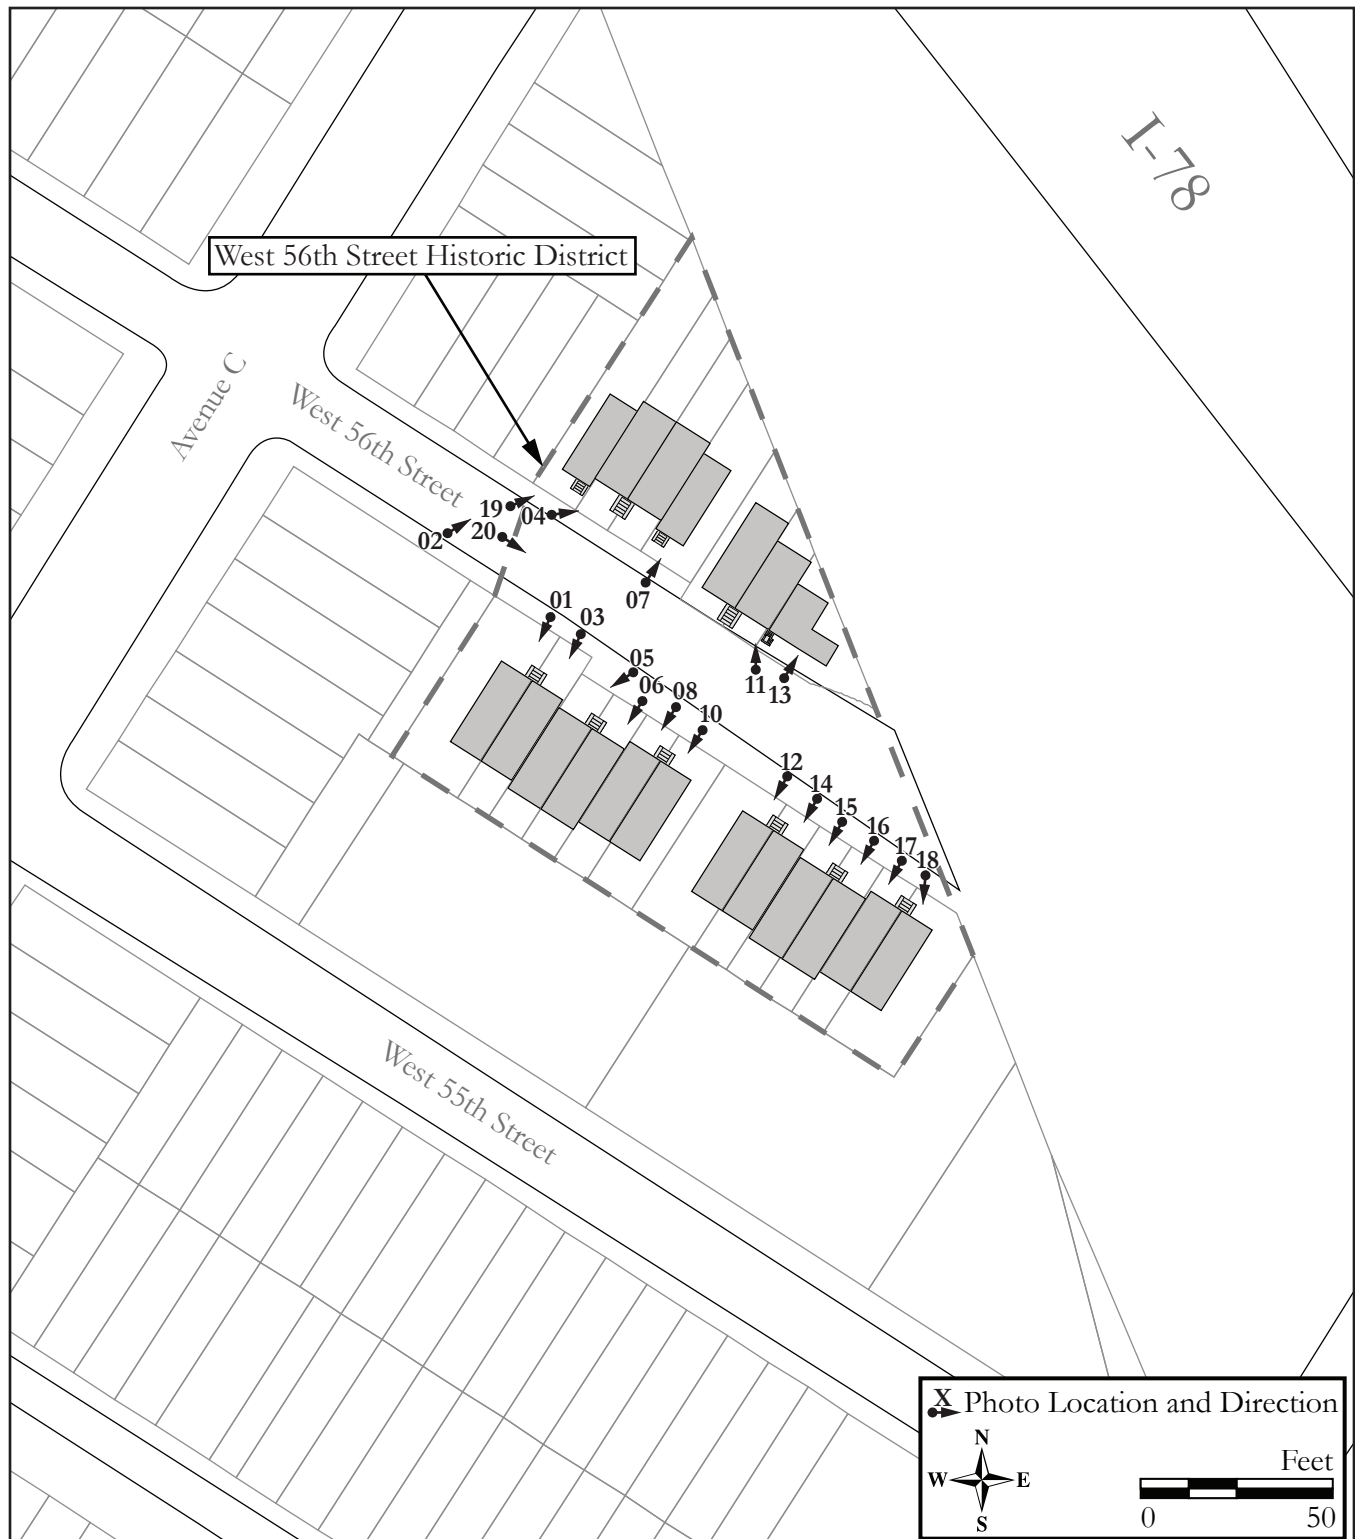 I-78
West 56th Street Historic District
Avenue C
West 56th Street
19
04
02
20
07
01
03
05
06
08
10
11
13
12
14
15
16
17
18
West 55th Street
X
Photo Location and Direction
N
W
E
S
Feet
0
50